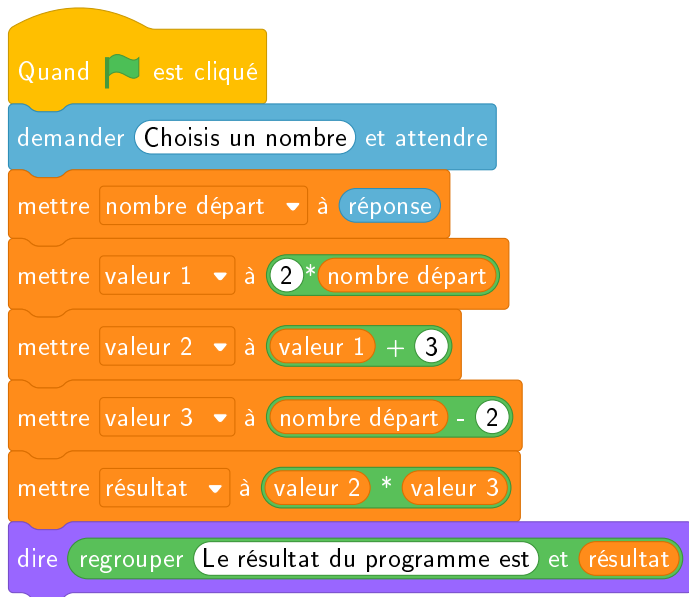 Quand est cliqué
demander Choisis un nombre et attendre
mettre nombre départ à réponse
mettre valeur 1 à 2 * nombre départ
mettre valeur 2 à valeur 1 + 3
mettre valeur 3 à nombre départ - 2
mettre résultat à valeur 2 * valeur 3
dire regrouper Le résultat du programme est et résultat